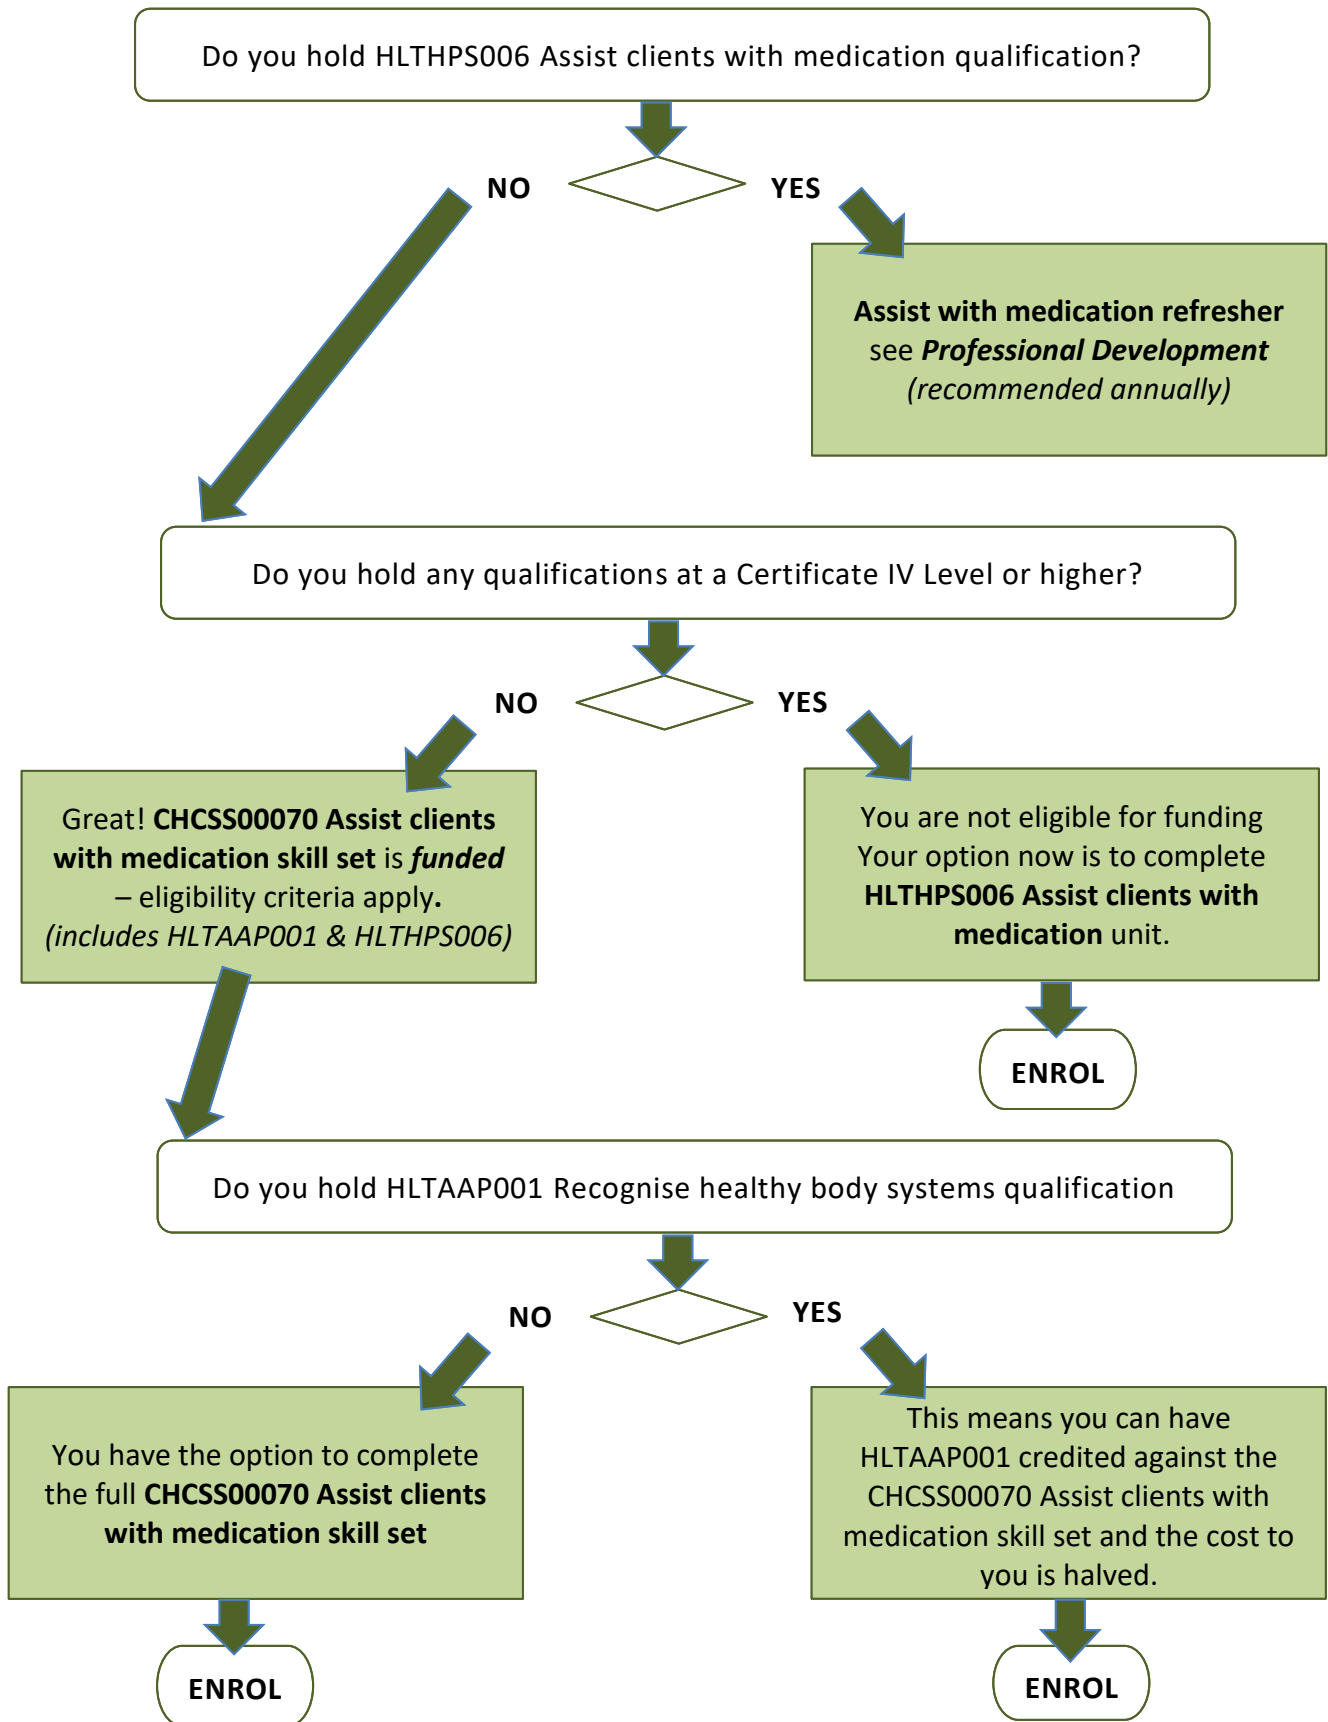 Do you hold HLTHPS006 Assist clients with medication qualification?
NO
YES
Assist with medication refresher
see Professional Development
(recommended annually)
Do you hold any qualifications at a Certificate IV Level or higher?
NO
YES
Great! CHCSS00070 Assist clients
with medication skill set is funded
– eligibility criteria apply.
(includes HLTAAP001 & HLTHPS006)
You are not eligible for funding
Your option now is to complete
HLTHPS006 Assist clients with
medication unit.
ENROL
Do you hold HLTAAP001 Recognise healthy body systems qualification
NO
YES
You have the option to complete
the full CHCSS00070 Assist clients
with medication skill set
This means you can have
HLTAAP001 credited against the
CHCSS00070 Assist clients with
medication skill set and the cost to
you is halved.
ENROL
ENROL